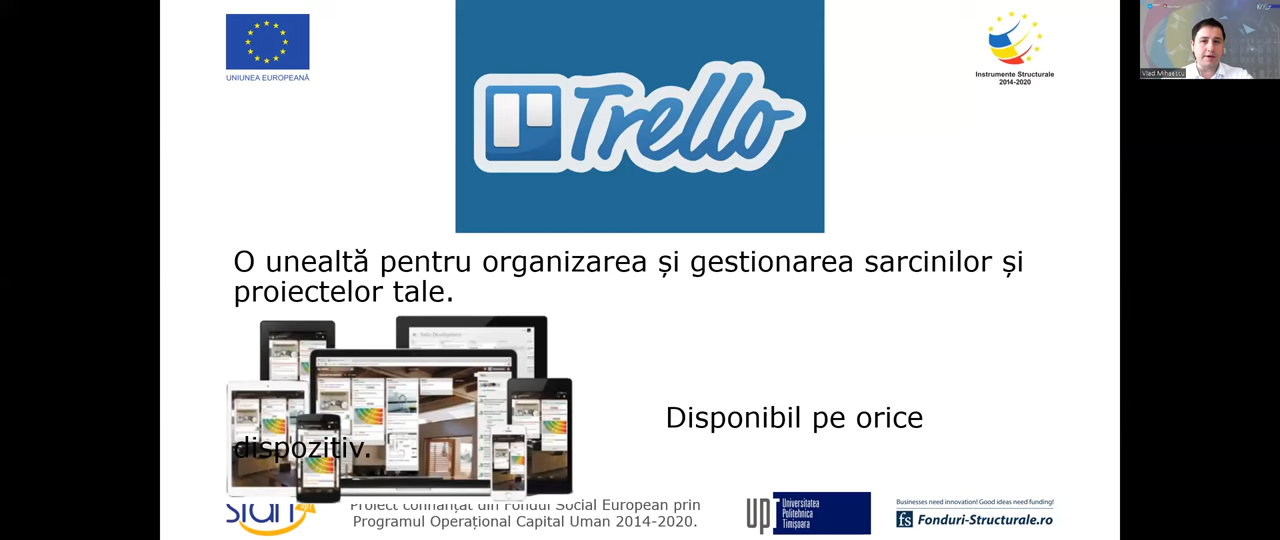 UNIUNEA EUROPEANĂ
Trello
Instrumente Structurale
2014-2020
Vlad Mihaescu
O unealtă pentru organizarea și gestionarea sarcinilor și
proiectelor tale.
Disponibil pe orice
dispozitiv.
Proiect cofinanțat din Fondul Social European prin
Programul Operațional Capital Uman 2014-2020.
upt
Universitatea
Politehnica
Timișoara
Businesses need innovation! Good ideas need funding!
fs Fonduri-Structurale.ro